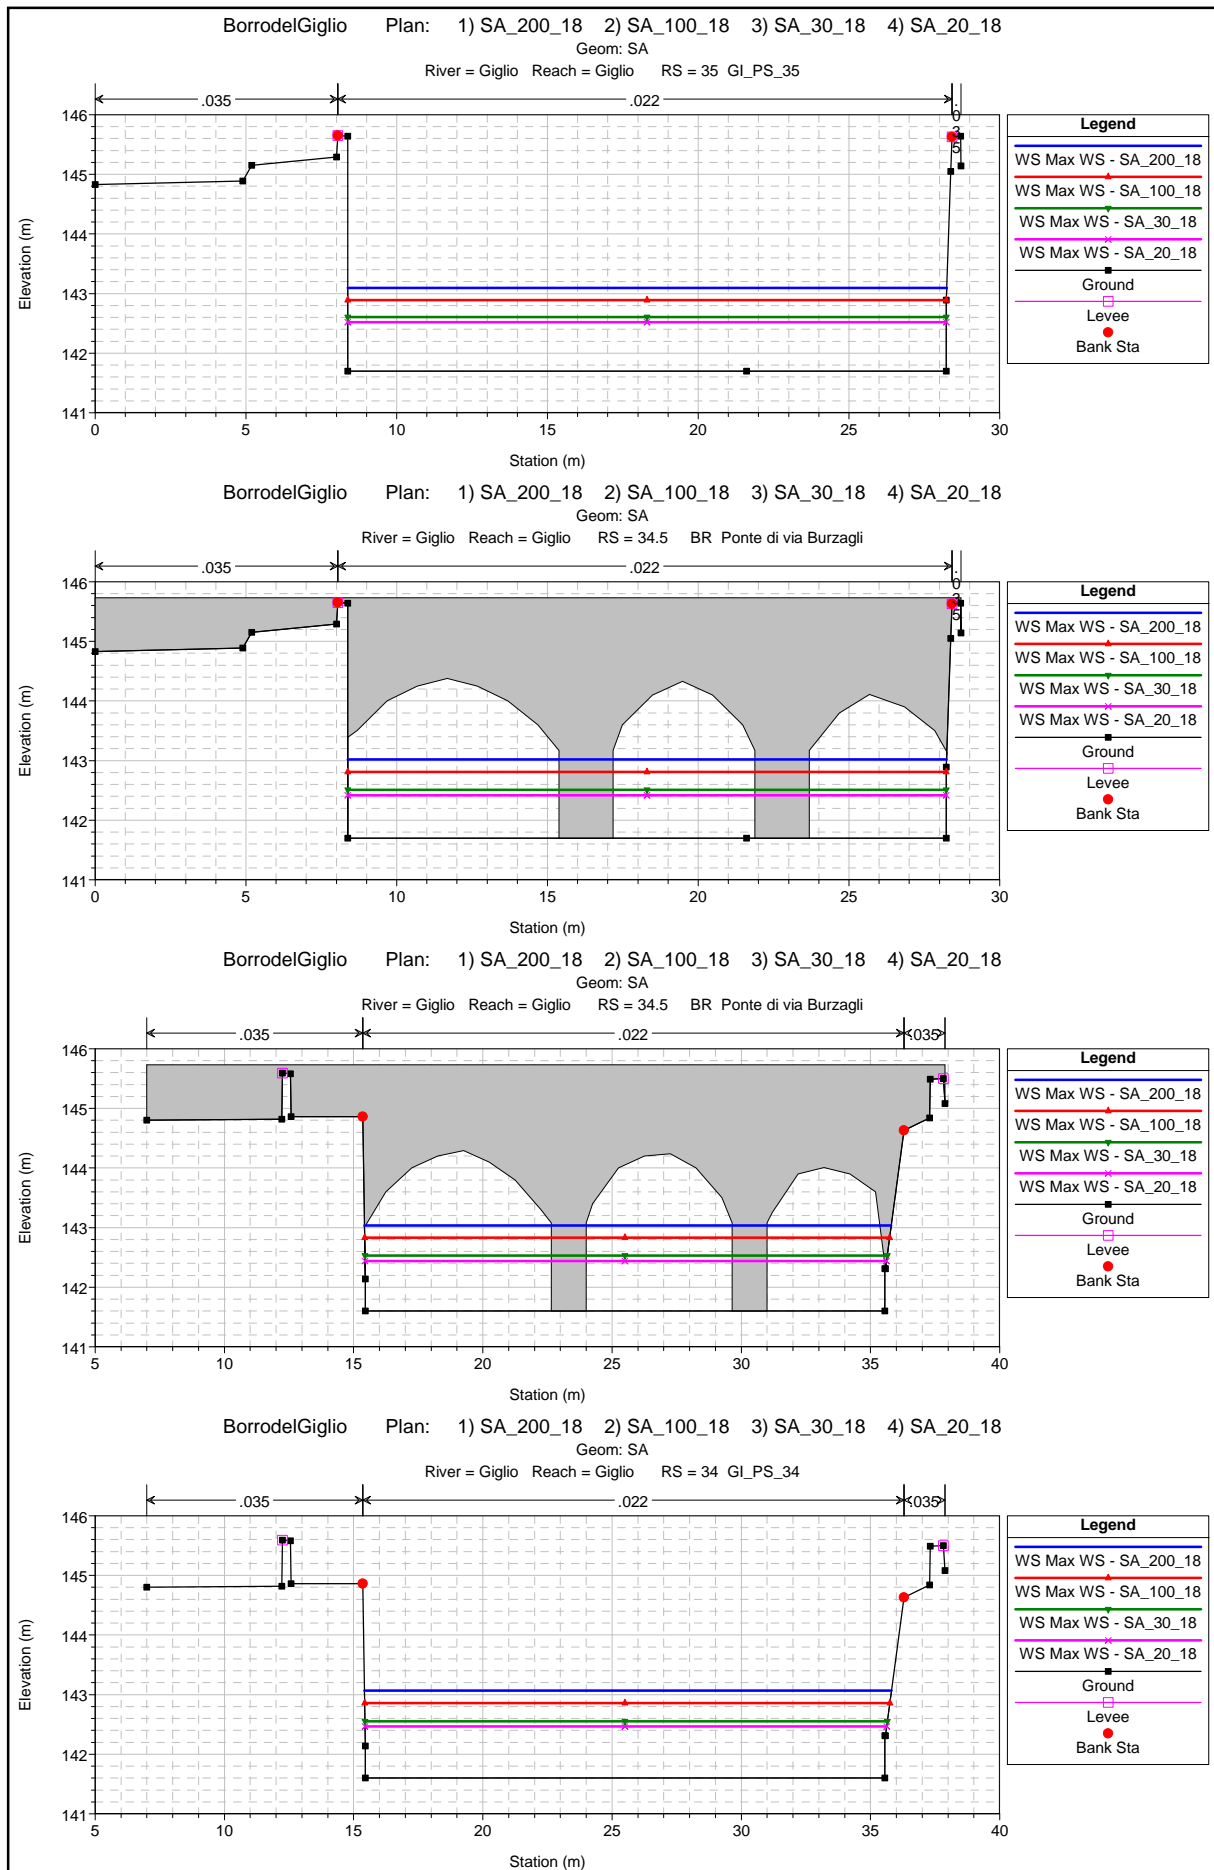 BorrodelGiglio Plan: 1) SA_200_18 2) SA_100_18 3) SA_30_18 4) SA_20_18
Geom: SA
River = Giglio Reach = Giglio RS = 35 GI_PS_35
.035 .022 .035
146
145
144
143
142
141
Elevation (m)
0 5 10 15 20 25 30
Station (m)
Legend
WS Max WS - SA_200_18
WS Max WS - SA_100_18
WS Max WS - SA_30_18
WS Max WS - SA_20_18
Ground
Levee
Bank Sta
BorrodelGiglio Plan: 1) SA_200_18 2) SA_100_18 3) SA_30_18 4) SA_20_18
Geom: SA
River = Giglio Reach = Giglio RS = 34.5 BR Ponte di via Burzagli
.035 .022 .035
146
145
144
143
142
141
Elevation (m)
0 5 10 15 20 25 30
Station (m)
Legend
WS Max WS - SA_200_18
WS Max WS - SA_100_18
WS Max WS - SA_30_18
WS Max WS - SA_20_18
Ground
Levee
Bank Sta
BorrodelGiglio Plan: 1) SA_200_18 2) SA_100_18 3) SA_30_18 4) SA_20_18
Geom: SA
River = Giglio Reach = Giglio RS = 34.5 BR Ponte di via Burzagli
.035 .022 .035
146
145
144
143
142
141
Elevation (m)
5 10 15 20 25 30 35 40
Station (m)
Legend
WS Max WS - SA_200_18
WS Max WS - SA_100_18
WS Max WS - SA_30_18
WS Max WS - SA_20_18
Ground
Levee
Bank Sta
BorrodelGiglio Plan: 1) SA_200_18 2) SA_100_18 3) SA_30_18 4) SA_20_18
Geom: SA
River = Giglio Reach = Giglio RS = 34 GI_PS_34
.035 .022 .035
146
145
144
143
142
141
Elevation (m)
5 10 15 20 25 30 35 40
Station (m)
Legend
WS Max WS - SA_200_18
WS Max WS - SA_100_18
WS Max WS - SA_30_18
WS Max WS - SA_20_18
Ground
Levee
Bank Sta